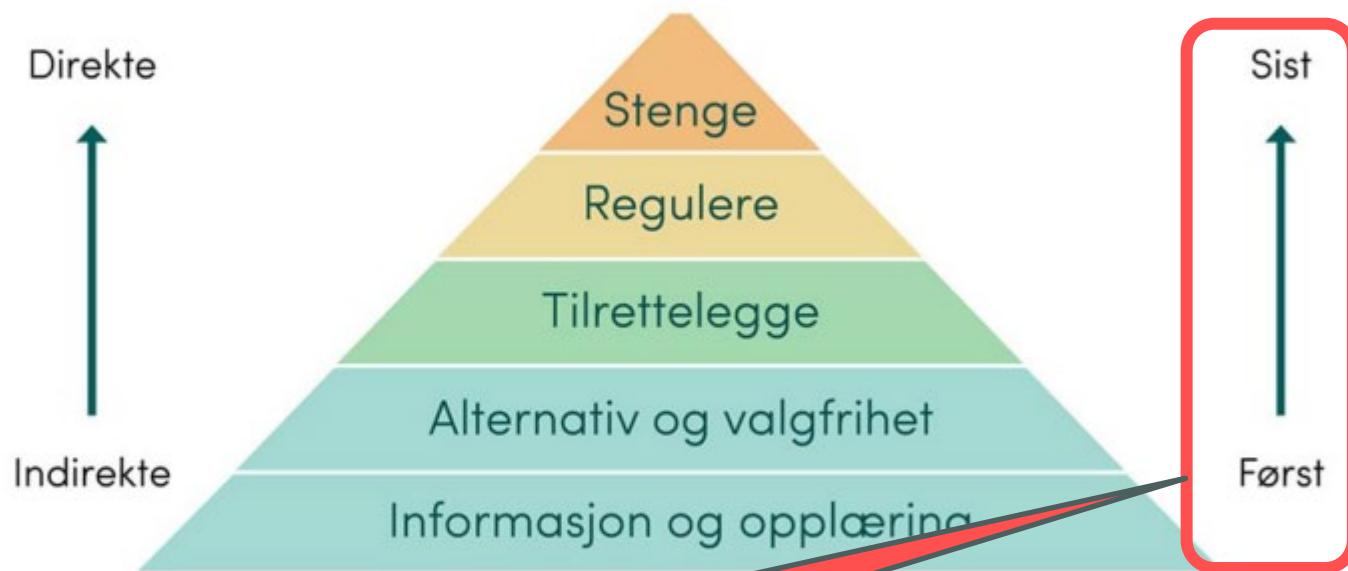 Direkte
Sist
Stenge
Regulere
Tilrettelegge
Alternativ og valgfrihet
Indirekte
Først
Informasjon og opplæring